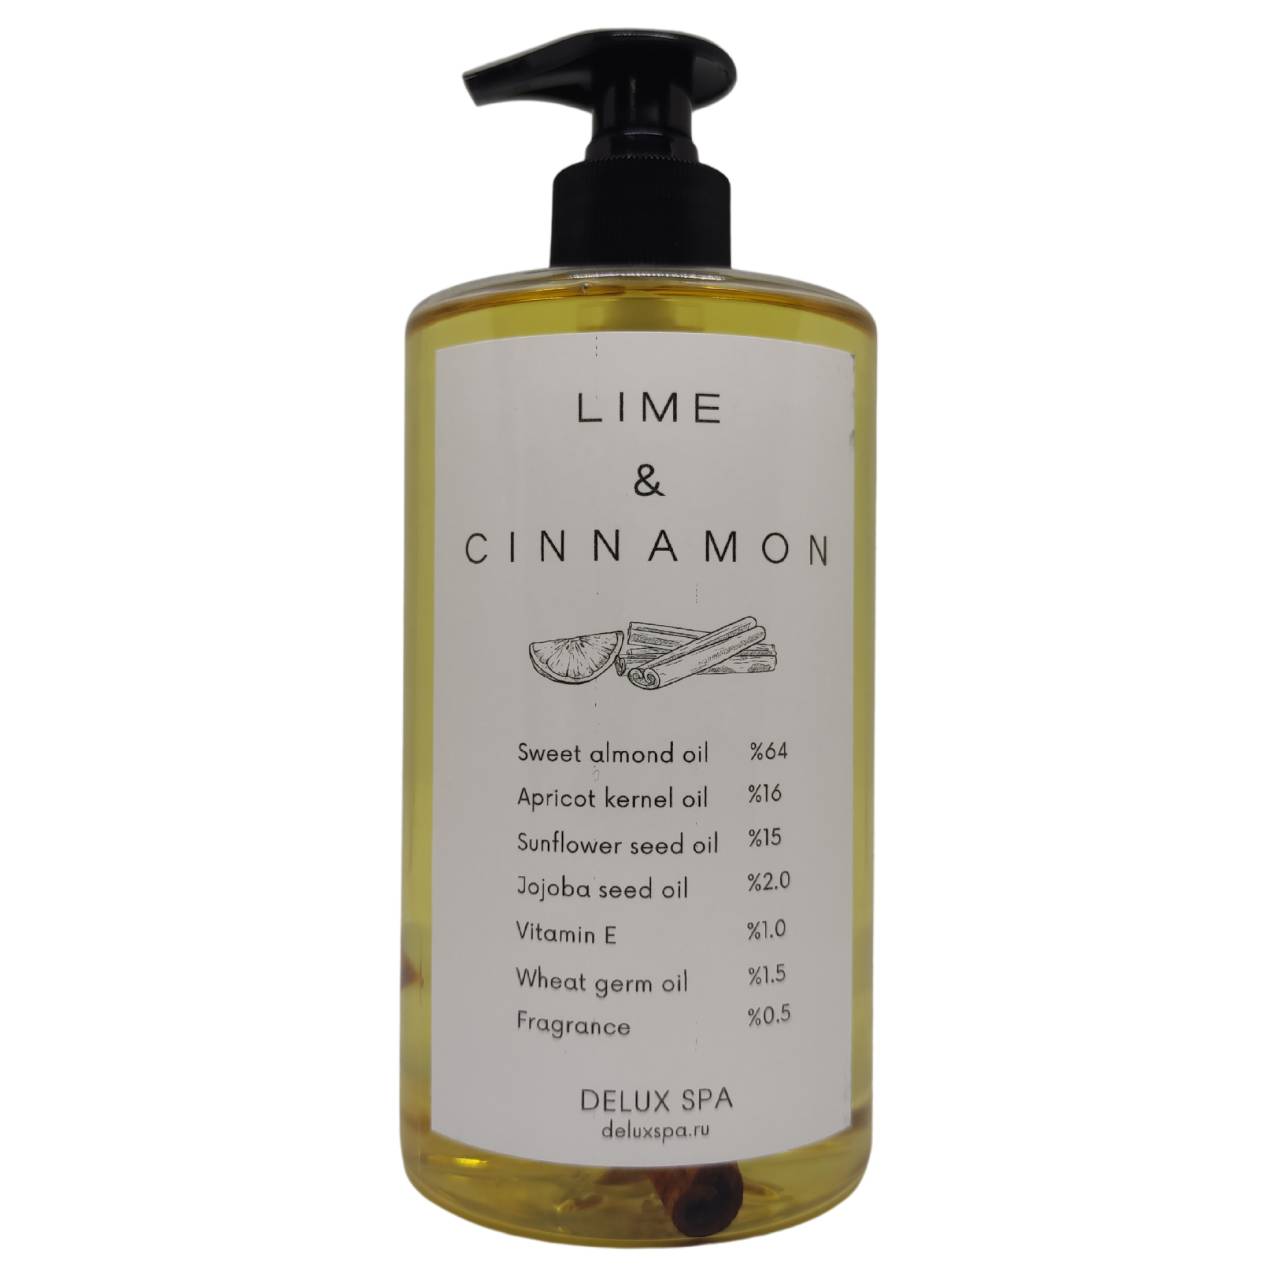 LIME
&
CINNAMON
Sweet almond oil %64
Apricot kernel oil %16
Sunflower seed oil %15
Jojoba seed oil %2.0
Vitamin E %1.0
Wheat germ oil %1.5
Fragrance %0.5
DELUX SPA
deluxspa.ru